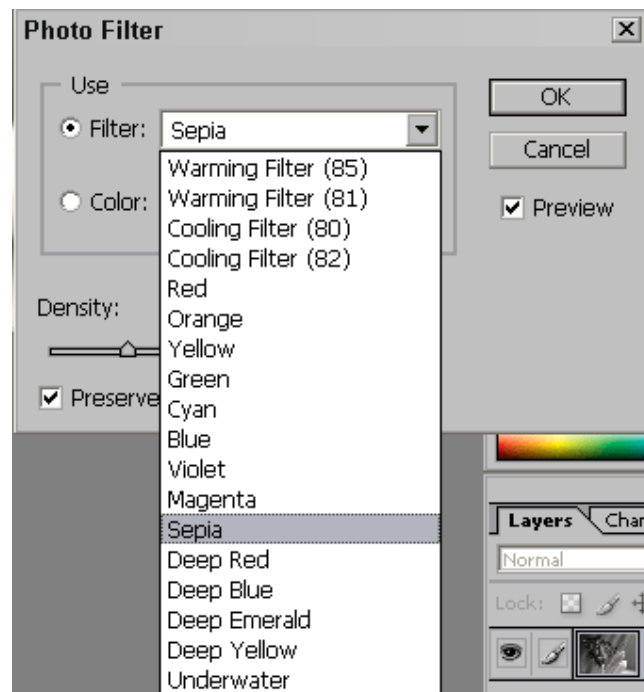 Photo Filter
Use
OK
Filter: Sepia
Cancel
Warming Filter (85)
Warming Filter (81)
Color:
Preview
Cooling Filter (80)
Cooling Filter (82)
Red
Density:
Orange
Yellow
Green
Preserve
Cyan
Blue
Violet
Magenta
Sepia
Layers Chan
Deep Red
Normal
Deep Blue
Lock:
Deep Emerald
Deep Yellow
Underwater